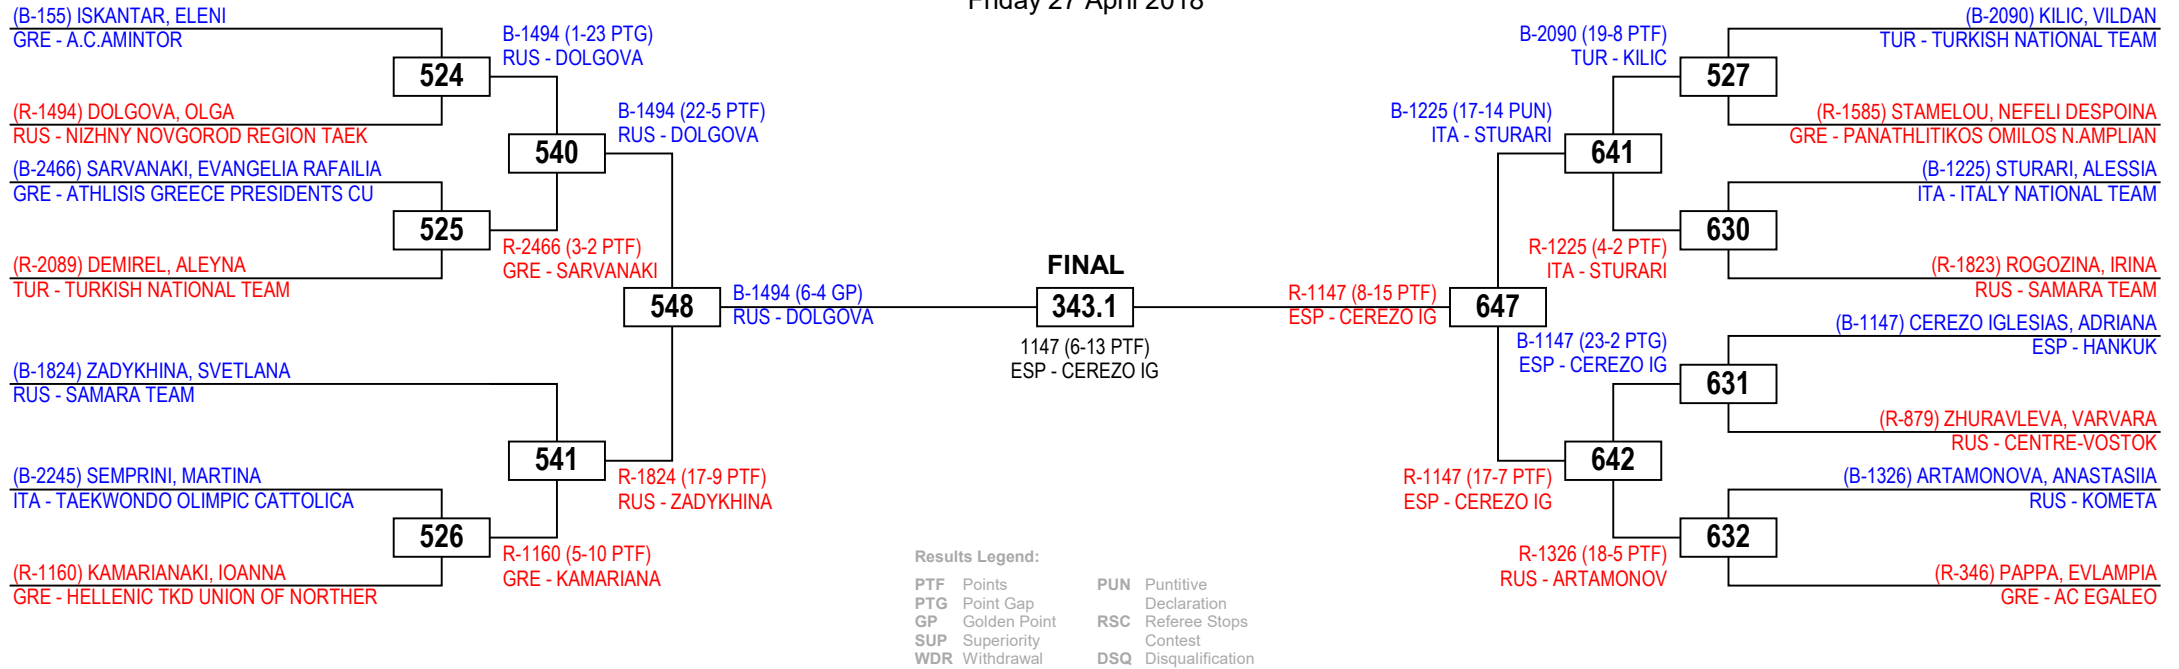 Friday 27 April 2018
(B-155) ISKANTAR, ELENI
GRE - A.C.AMINTOR
524
(R-1494) DOLGOVA, OLGA
RUS - NIZHNY NOVGOROD REGION TAEK
B-1494 (1-23 PTG)
RUS - DOLGOVA
(B-2466) SARVANAKI, EVANGELIA RAFAILIA
GRE - ATHLISIS GREECE PRESIDENTS CU
525
(R-2089) DEMIREL, ALEYNA
TUR - TURKISH NATIONAL TEAM
R-2466 (3-2 PTF)
GRE - SARVANAKI
540
B-1494 (22-5 PTF)
RUS - DOLGOVA
(B-1824) ZADYKHINA, SVETLANA
RUS - SAMARA TEAM
(B-2245) SEMPRINI, MARTINA
ITA - TAEKWONDO OLIMPIC CATTOLICA
526
(R-1160) KAMARIANAKI, IOANNA
GRE - HELLENIC TKD UNION OF NORTHER
R-1160 (5-10 PTF)
GRE - KAMARIANA
541
R-1824 (17-9 PTF)
RUS - ZADYKHINA
548
B-1494 (6-4 GP)
RUS - DOLGOVA
FINAL
343.1
1147 (6-13 PTF)
ESP - CEREZO IG
R-1147 (8-15 PTF)
ESP - CEREZO IG
647
B-1225 (17-14 PUN)
ITA - STURARI
641
B-2090 (19-8 PTF)
TUR - KILIC
527
(B-2090) KILIC, VILDAN
TUR - TURKISH NATIONAL TEAM
(R-1585) STAMELOU, NEFELI DESPOINA
GRE - PANATHLITIKOS OMILOS N.AMPLIAN
(B-1225) STURARI, ALESSIA
ITA - ITALY NATIONAL TEAM
630
R-1225 (4-2 PTF)
ITA - STURARI
(R-1823) ROGOZINA, IRINA
RUS - SAMARA TEAM
(B-1147) CEREZO IGLESIAS, ADRIANA
ESP - HANKUK
B-1147 (23-2 PTG)
ESP - CEREZO IG
631
(R-879) ZHURAVLEVA, VARVARA
RUS - CENTRE-VOSTOK
642
R-1147 (17-7 PTF)
ESP - CEREZO IG
(B-1326) ARTAMONOVA, ANASTASIIA
RUS - KOMETA
632
R-1326 (18-5 PTF)
RUS - ARTAMONOV
(R-346) PAPPA, EVLAMPIA
GRE - AC EGALEO
Results Legend:
PTF Points
PTG Point Gap
GP Golden Point
SUP Superiority
WDR Withdrawal
PUN Puntitive
Declaration
RSC Referee Stops
Contest
DSQ Disqualification